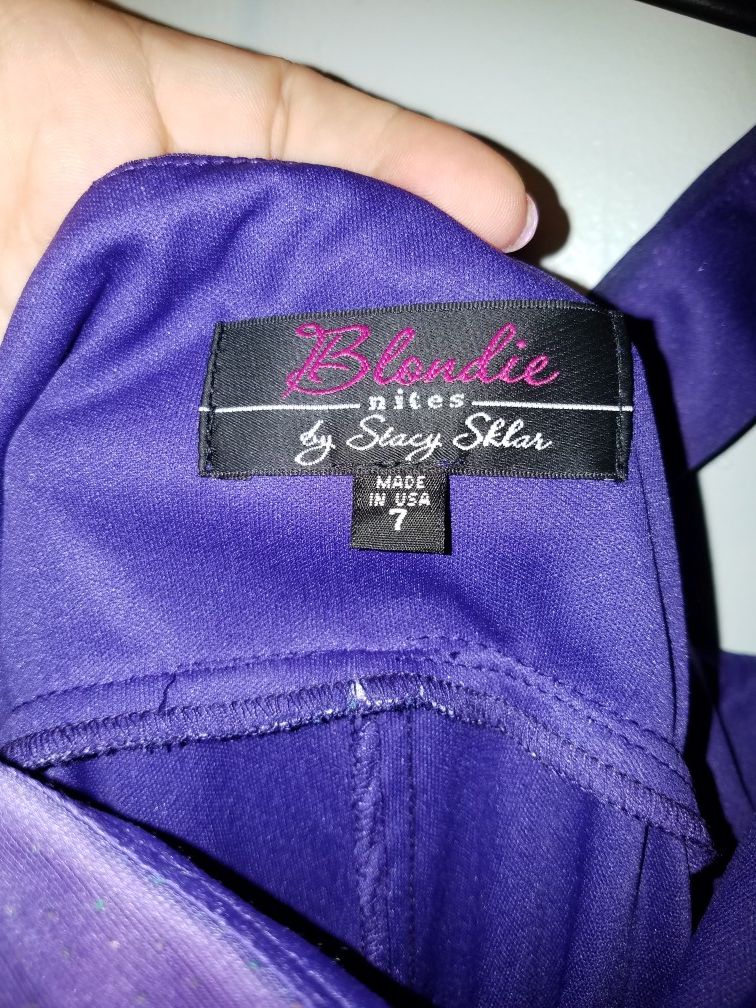 Blondie
nites
by Stacy Sklar
MADE
IN USA
7